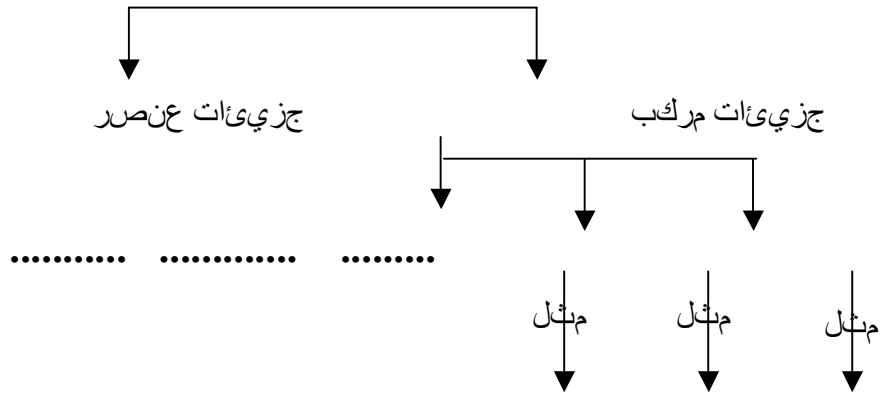 جزيئات مركب جزيئات عنصر
......... ............. ...........
مثل مثل مثل